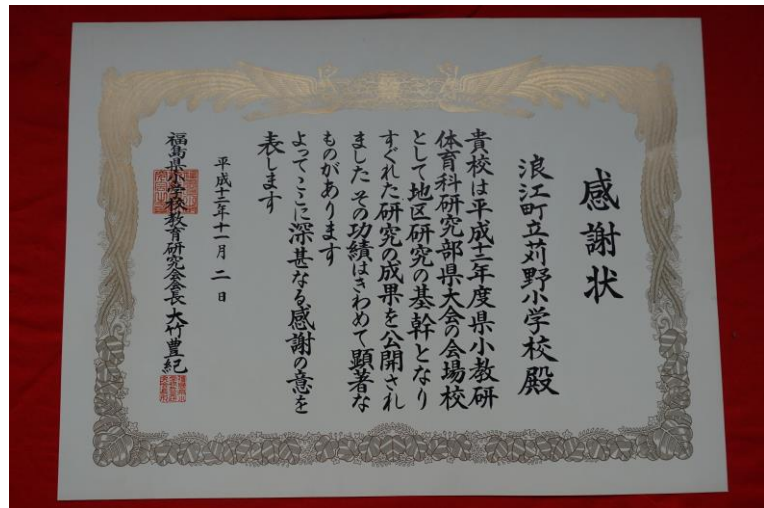 感謝状
浪江町立苅野小学校殿
貴校は平成十二年度県小教研
体育科研究部県大会の会場校
として地区研究の基幹となり
すぐれた研究の成果を公開され
ました その功績はきわめて顕著な
ものがあります
よってここに深甚なる感謝の意を
表します
平成十二年十一月 二 日
福島県小学校教育研究会会長 大竹豊紀